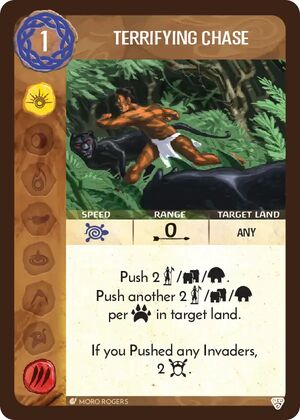 1
TERRIFYING CHASE
SPEED
RANGE
TARGET LAND
0
ANY
Push 2 / /
Push another 2 / /
per in target land.
If you Pushed any Invaders,
2 .
MORO ROGERS